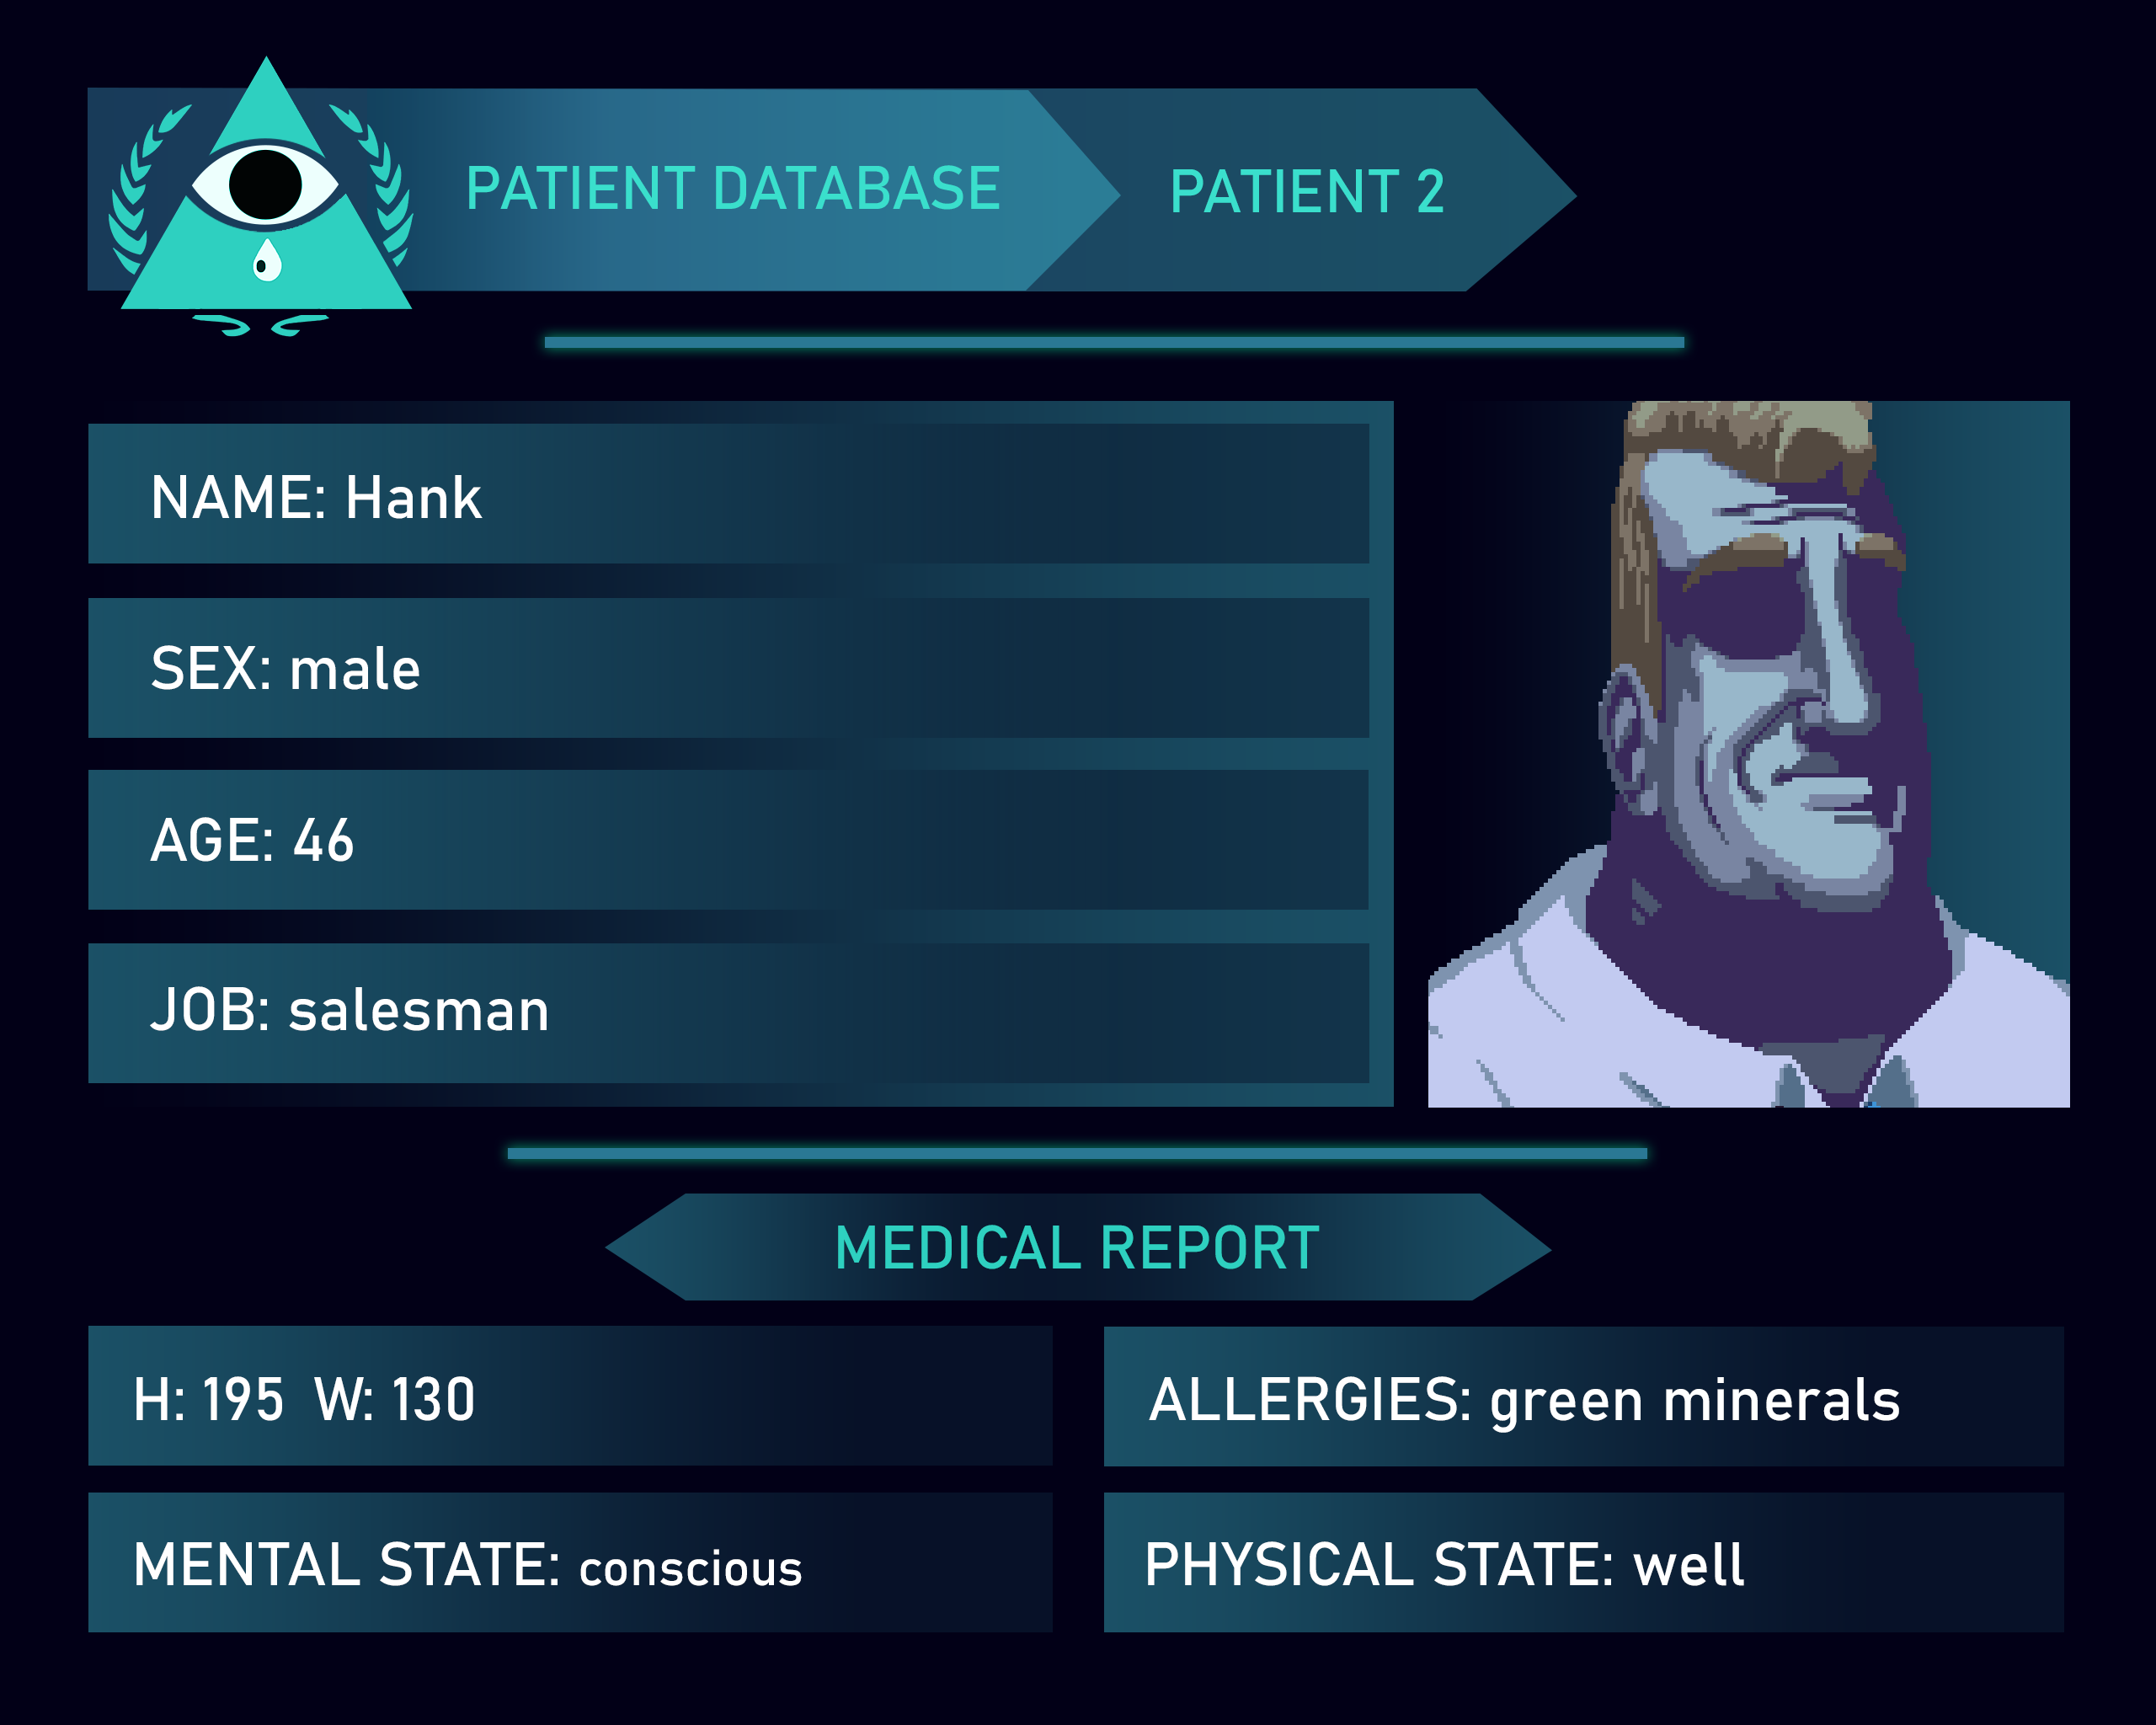 PATIENT DATABASE
PATIENT 2
NAME: Hank
SEX: male
AGE: 46
JOB: salesman
MEDICAL REPORT
H: 195  W: 130
ALLERGIES: green minerals
MENTAL STATE: conscious
PHYSICAL STATE: well